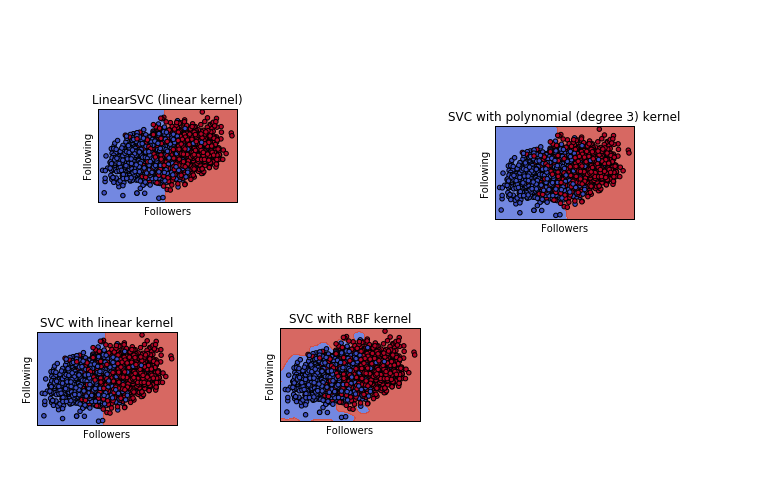 LinearSVC (linear kernel)
Following
Followers
SVC with polynomial (degree 3) kernel
Following
Followers
SVC with linear kernel
Following
Followers
SVC with RBF kernel
Following
Followers